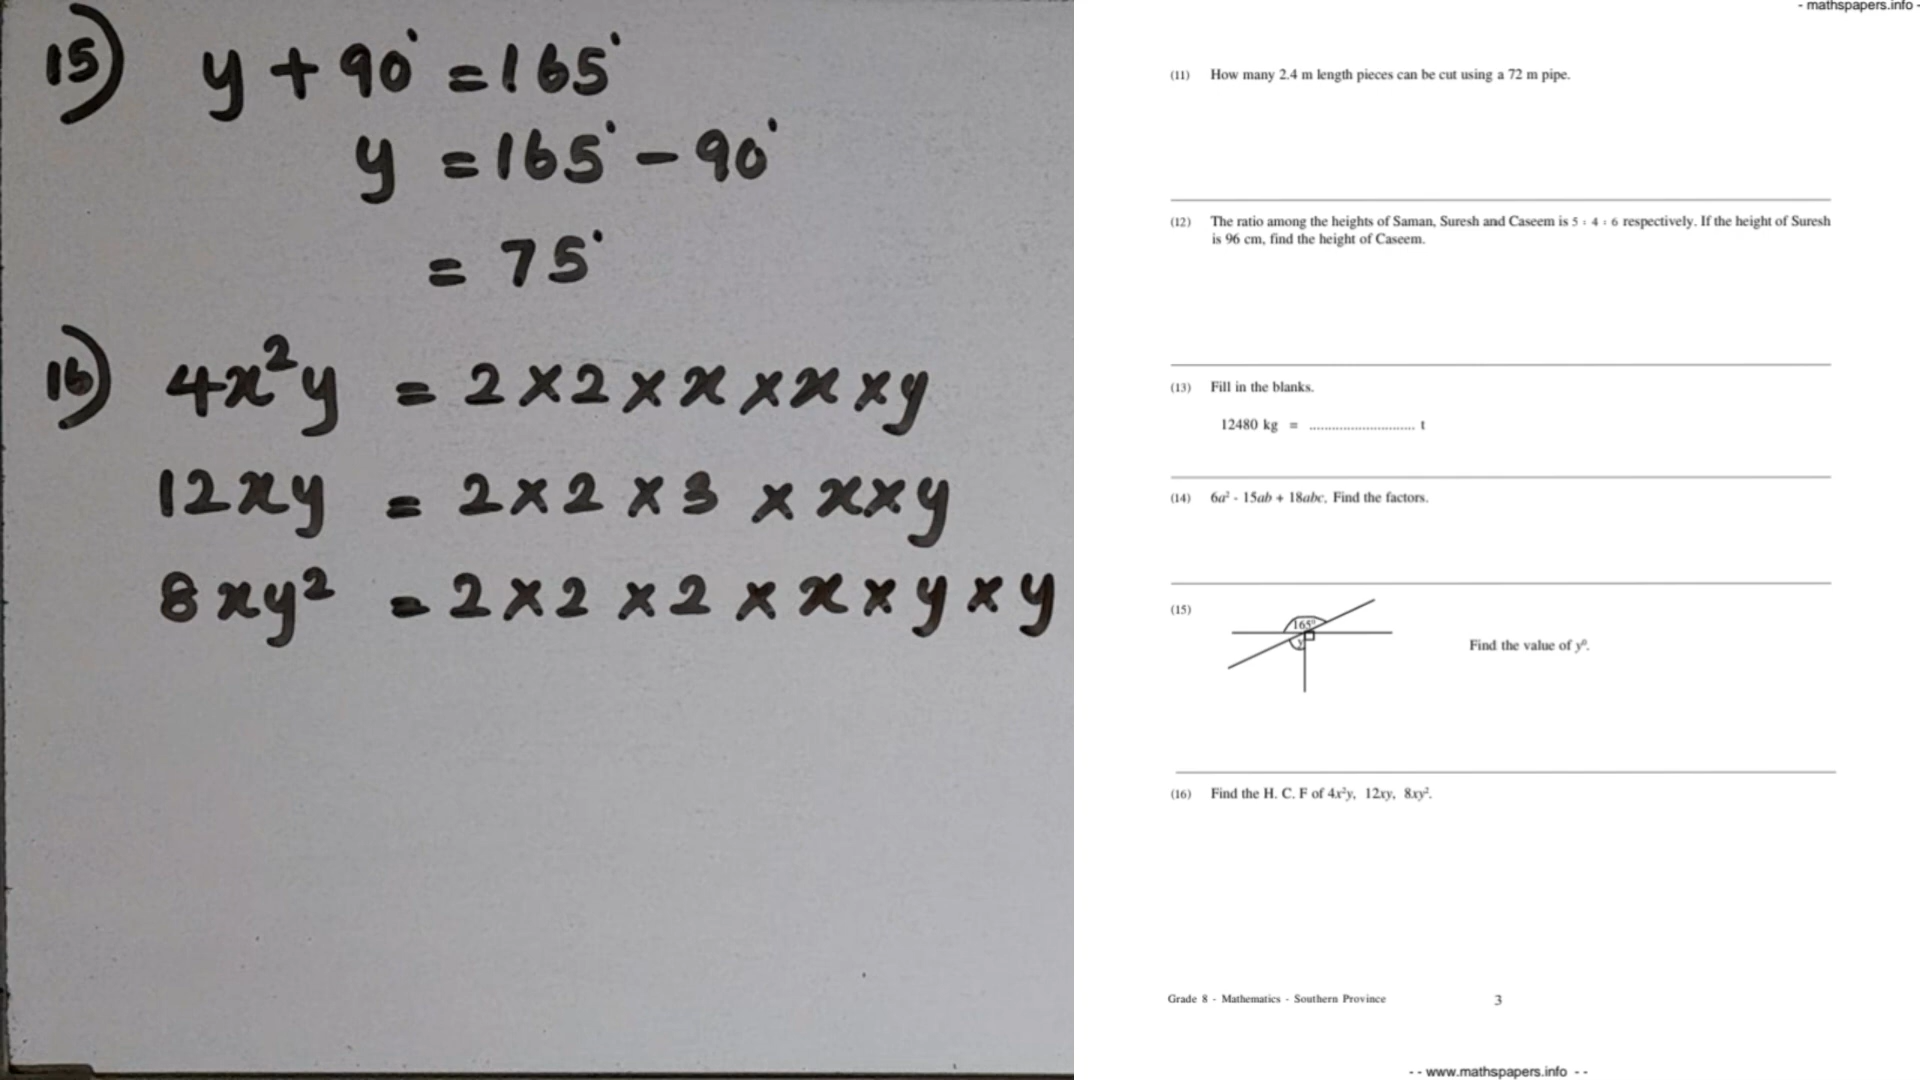 15) y + 90° = 165°
y = 165° - 90°
= 75°
16) 4x²y = 2 × 2 × x × x × y
12xy = 2 × 2 × 3 × x × y
8xy² = 2 × 2 × 2 × x × y × y
- mathspapers.info -
(11) How many 2.4 m length pieces can be cut using a 72 m pipe.
(12) The ratio among the heights of Saman, Suresh and Caseem is 5 : 4 : 6 respectively. If the height of Suresh
is 96 cm, find the height of Caseem.
(13) Fill in the blanks.
12480 kg = ............................ t
(14) 6a² - 15ab + 18abc, Find the factors.
(15)
165⁰
y
Find the value of y⁰.
(16) Find the H. C. F of 4x²y, 12xy, 8xy².
Grade 8 - Mathematics - Southern Province 3
- - www.mathspapers.info - -